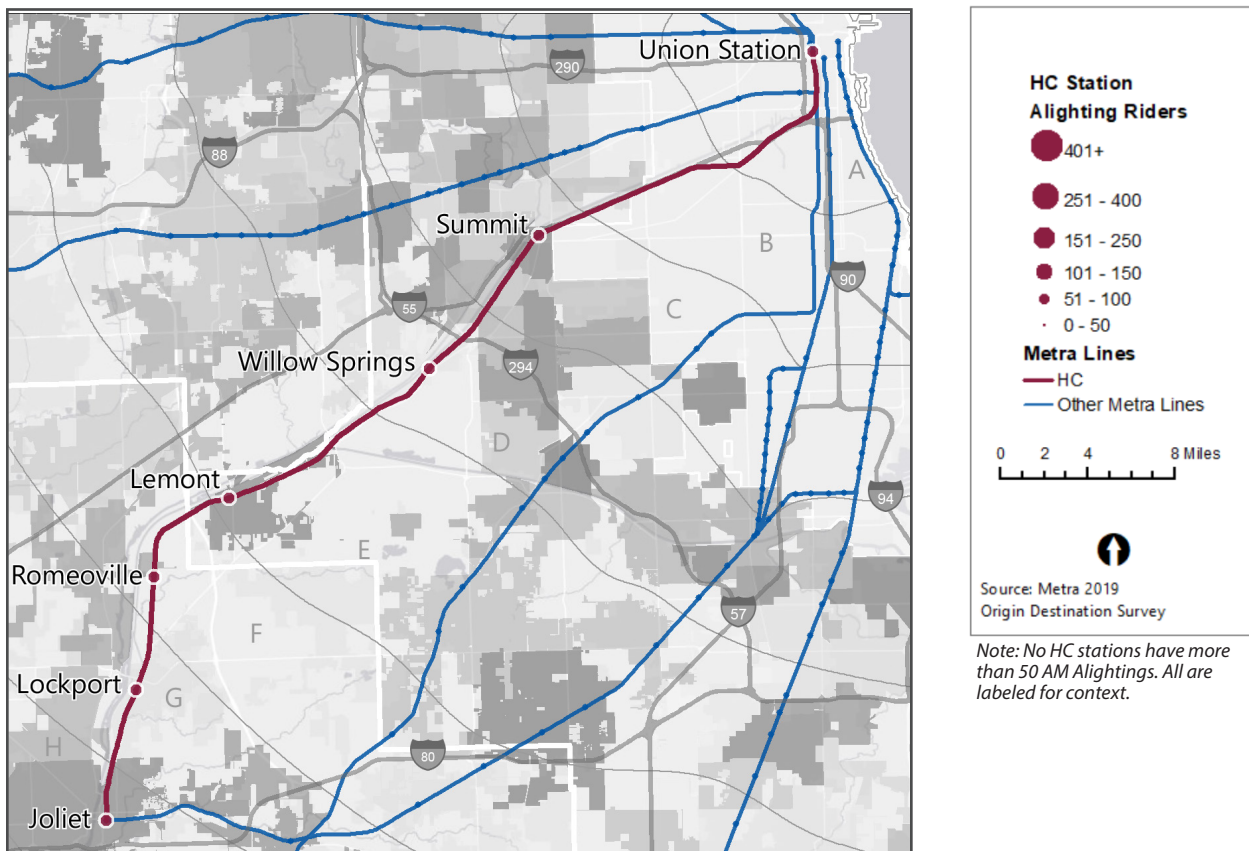 Union Station
290
88
A
Summit
B
90
55
C
294
Willow Springs
D
Lemont
94
E
Romeoville
57
F
Lockport
G
H
80
Joliet
HC Station
Alighting Riders
401+
251 - 400
151 - 250
101 - 150
51 - 100
0 - 50
Metra Lines
HC
Other Metra Lines
0 2 4 8 Miles
Source: Metra 2019
Origin Destination Survey
Note: No HC stations have more
than 50 AM Alightings. All are
labeled for context.